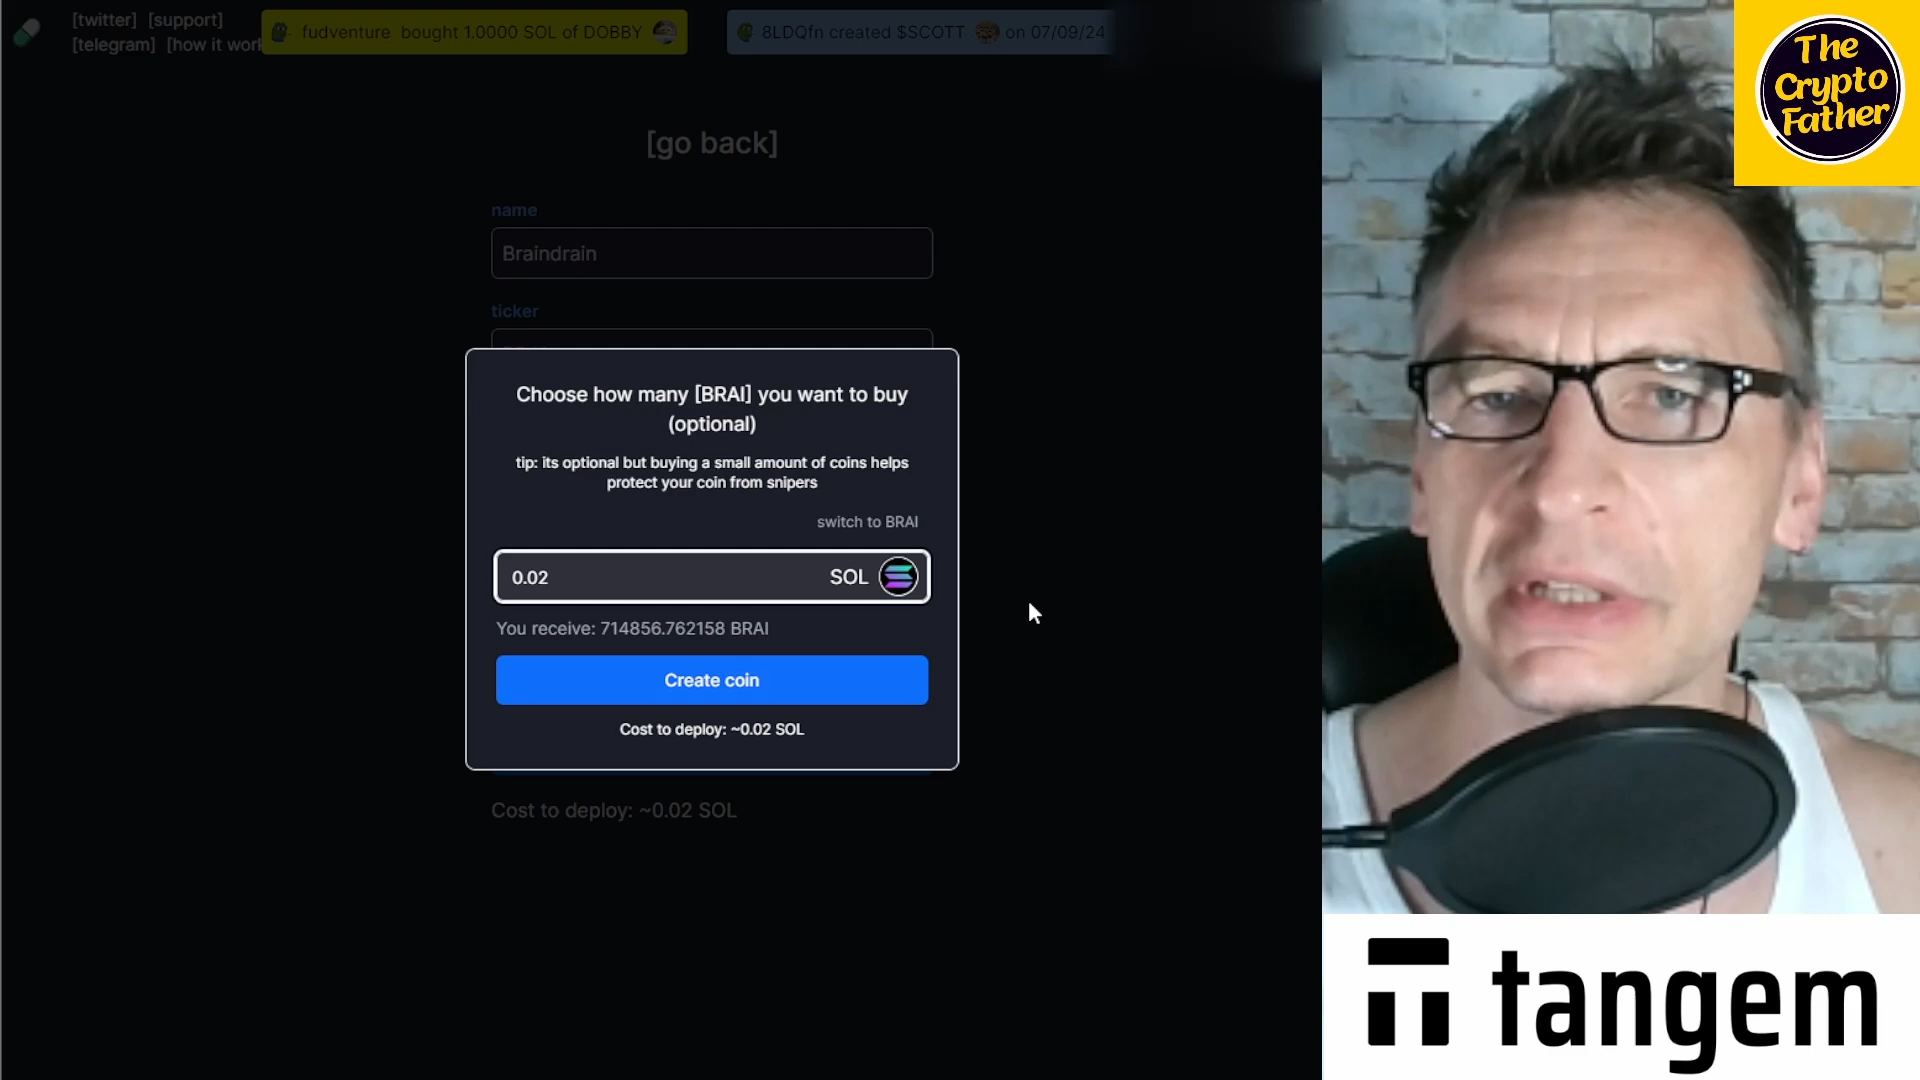 [twitter] [support]
[telegram] [how it work
fudventure bought 1.0000 SOL of DOBBY
8LDQfn created $SCOTT on 07/09/24
[go back]
name
Braindrain
ticker
Choose how many [BRAI] you want to buy
(optional)
tip: its optional but buying a small amount of coins helps
protect your coin from snipers
switch to BRAI
0.02 SOL
You receive: 714856.762158 BRAI
Create coin
Cost to deploy: ~0.02 SOL
Cost to deploy: ~0.02 SOL
The
Crypto
Father
tangem